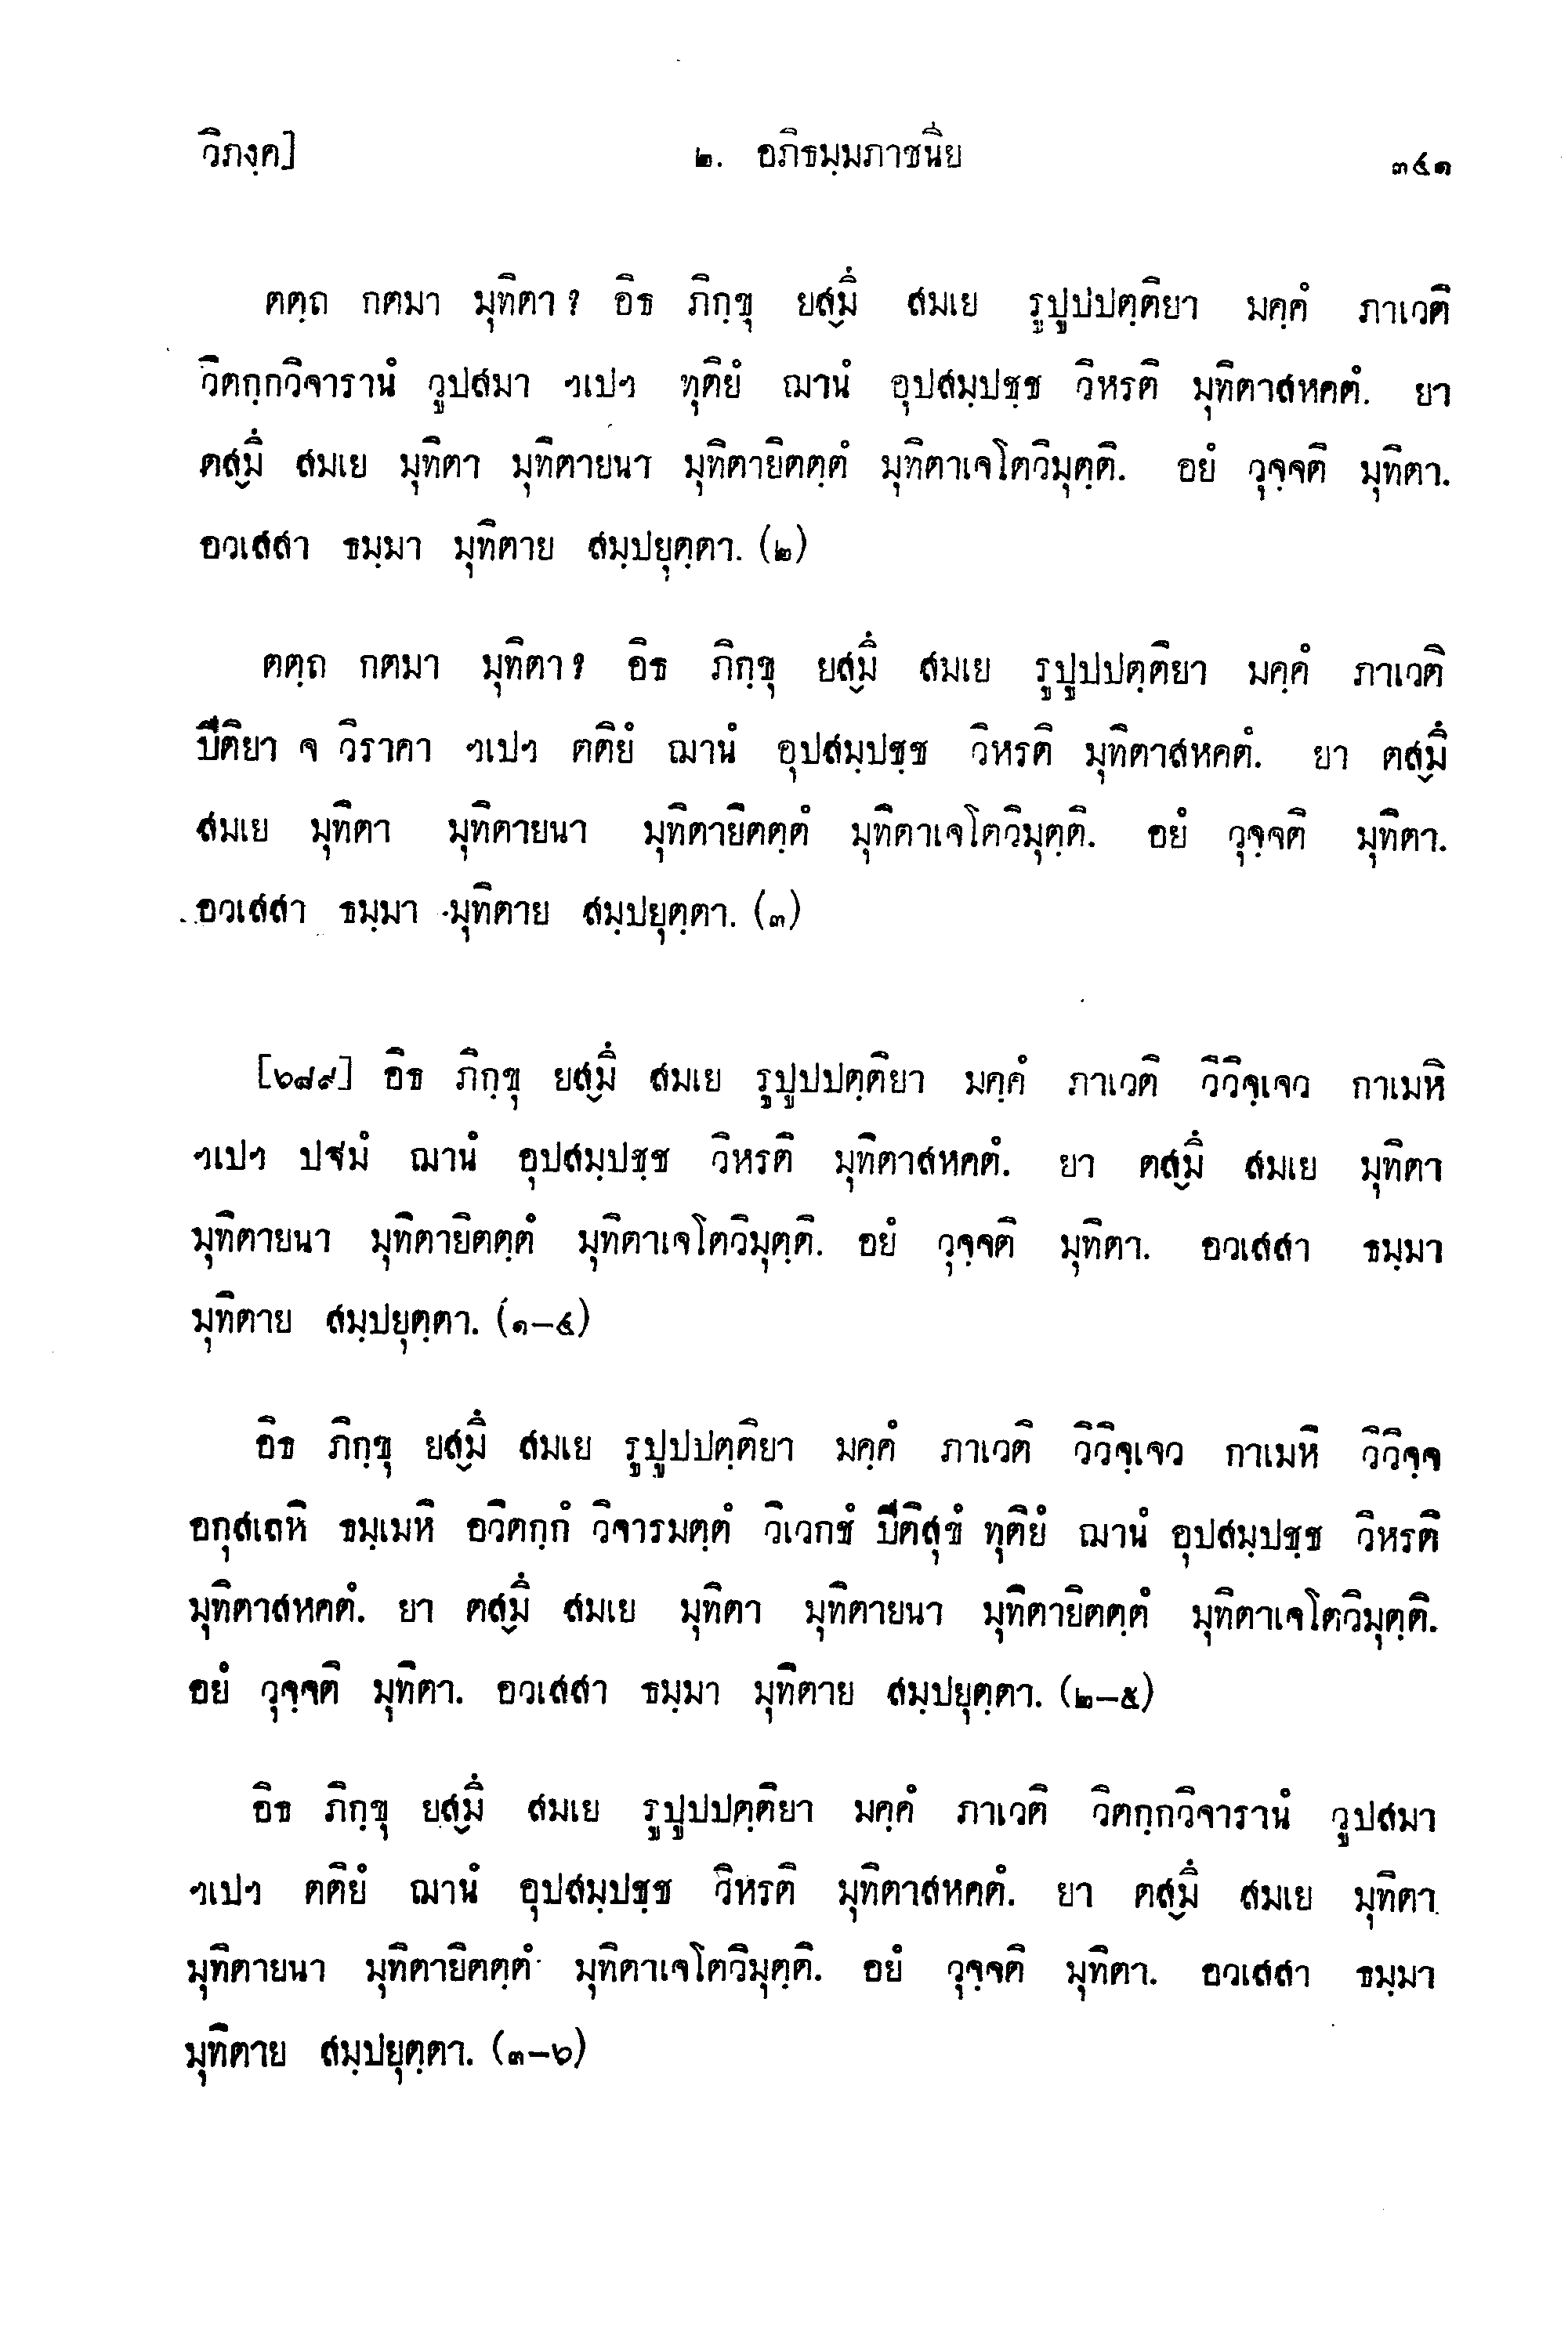 วิภงฺค]	๒. อภิธมฺมภาชนีย	๓๔๑
ตตฺถ กตมา มุทิตา? อิธ ภิกฺขุ ยสฺมึ สมเย รูปูปปตฺติยา มคฺคํ ภาเวติ
วิตกฺกวิจารานํ วูปสมา ฯเปฯ ทุติยํ ฌานํ อุปสมฺปชฺช วิหรติ มุทิตาสหคตํ. ยา
ตสฺมึ สมเย มุทิตา มุทิตายนา มุทิตายิตตฺตํ มุทิตาเจโตวิมุตฺติ. อยํ วุจฺจติ มุทิตา.
อวเสสา ธมฺมา มุทิตาย สมฺปยุตฺตา. (๒)
ตตฺถ กตมา มุทิตา? อิธ ภิกฺขุ ยสฺมึ สมเย รูปูปปตฺติยา มคฺคํ ภาเวติ
ปีติยา จ วิราคา ฯเปฯ ตติยํ ฌานํ อุปสมฺปชฺช วิหรติ มุทิตาสหคตํ. ยา ตสฺมึ
สมเย มุทิตา มุทิตายนา มุทิตายิตตฺตํ มุทิตาเจโตวิมุตฺติ. อยํ วุจฺจติ มุทิตา.
อวเสสา ธมฺมา มุทิตาย สมฺปยุตฺตา. (๓)
[๖๘๙] อิธ ภิกฺขุ ยสฺมึ สมเย รูปูปปตฺติยา มคฺคํ ภาเวติ วิวิจฺเจว กาเมหิ
ฯเปฯ ปฐมํ ฌานํ อุปสมฺปชฺช วิหรติ มุทิตาสหคตํ. ยา ตสฺมึ สมเย มุทิตา
มุทิตายนา มุทิตายิตตฺตํ มุทิตาเจโตวิมุตฺติ. อยํ วุจฺจติ มุทิตา. อวเสสา ธมฺมา
มุทิตาย สมฺปยุตฺตา. (๑–๔)
อิธ ภิกฺขุ ยสฺมึ สมเย รูปูปปตฺติยา มคฺคํ ภาเวติ วิวิจฺเจว กาเมหิ วิวิจฺจ
อกุสเลหิ ธมฺเมหิ อวิตกฺกํ วิจารมตฺตํ วิเวกชํ ปีติสุขํ ทุติยํ ฌานํ อุปสมฺปชฺช วิหรติ
มุทิตาสหคตํ. ยา ตสฺมึ สมเย มุทิตา มุทิตายนา มุทิตายิตตฺตํ มุทิตาเจโตวิมุตฺติ.
อยํ วุจฺจติ มุทิตา. อวเสสา ธมฺมา มุทิตาย สมฺปยุตฺตา. (๒–๕)
อิธ ภิกฺขุ ยสฺมึ สมเย รูปูปปตฺติยา มคฺคํ ภาเวติ วิตกฺกวิจารานํ วูปสมา
ฯเปฯ ตติยํ ฌานํ อุปสมฺปชฺช วิหรติ มุทิตาสหคตํ. ยา ตสฺมึ สมเย มุทิตา
มุทิตายนา มุทิตายิตตฺตํ มุทิตาเจโตวิมุตฺติ. อยํ วุจฺจติ มุทิตา. อวเสสา ธมฺมา
มุทิตาย สมฺปยุตฺตา. (๓–๖)